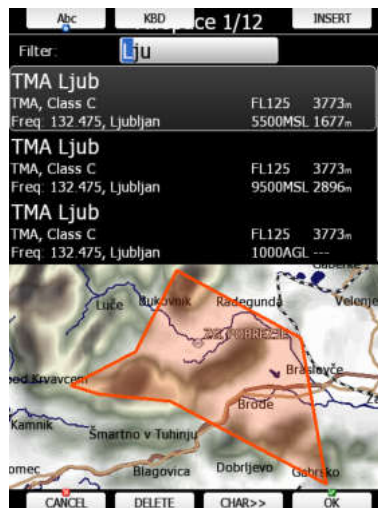 Abc KBD ce 1/12 INSERT
Filter: Lju
TMA Ljub
TMA, Class C FL125 3773m
Freq: 132.475, Ljubljan 5500MSL 1677m
TMA Ljub
TMA, Class C FL125 3773m
Freq: 132.475, Ljubljan 9500MSL 2896m
TMA Ljub
TMA, Class C FL125 3773m
Freq: 132.475, Ljubljan 1000AGL ---
Luče Bukovnik Radegunda Velenje
Braslovče
pod Krvavcem
Brode
Kamnik
Šmartno v Tuhinju
omec Blagovica Dobrljevo Gabrsko
CANCEL DELETE CHAR>> OK